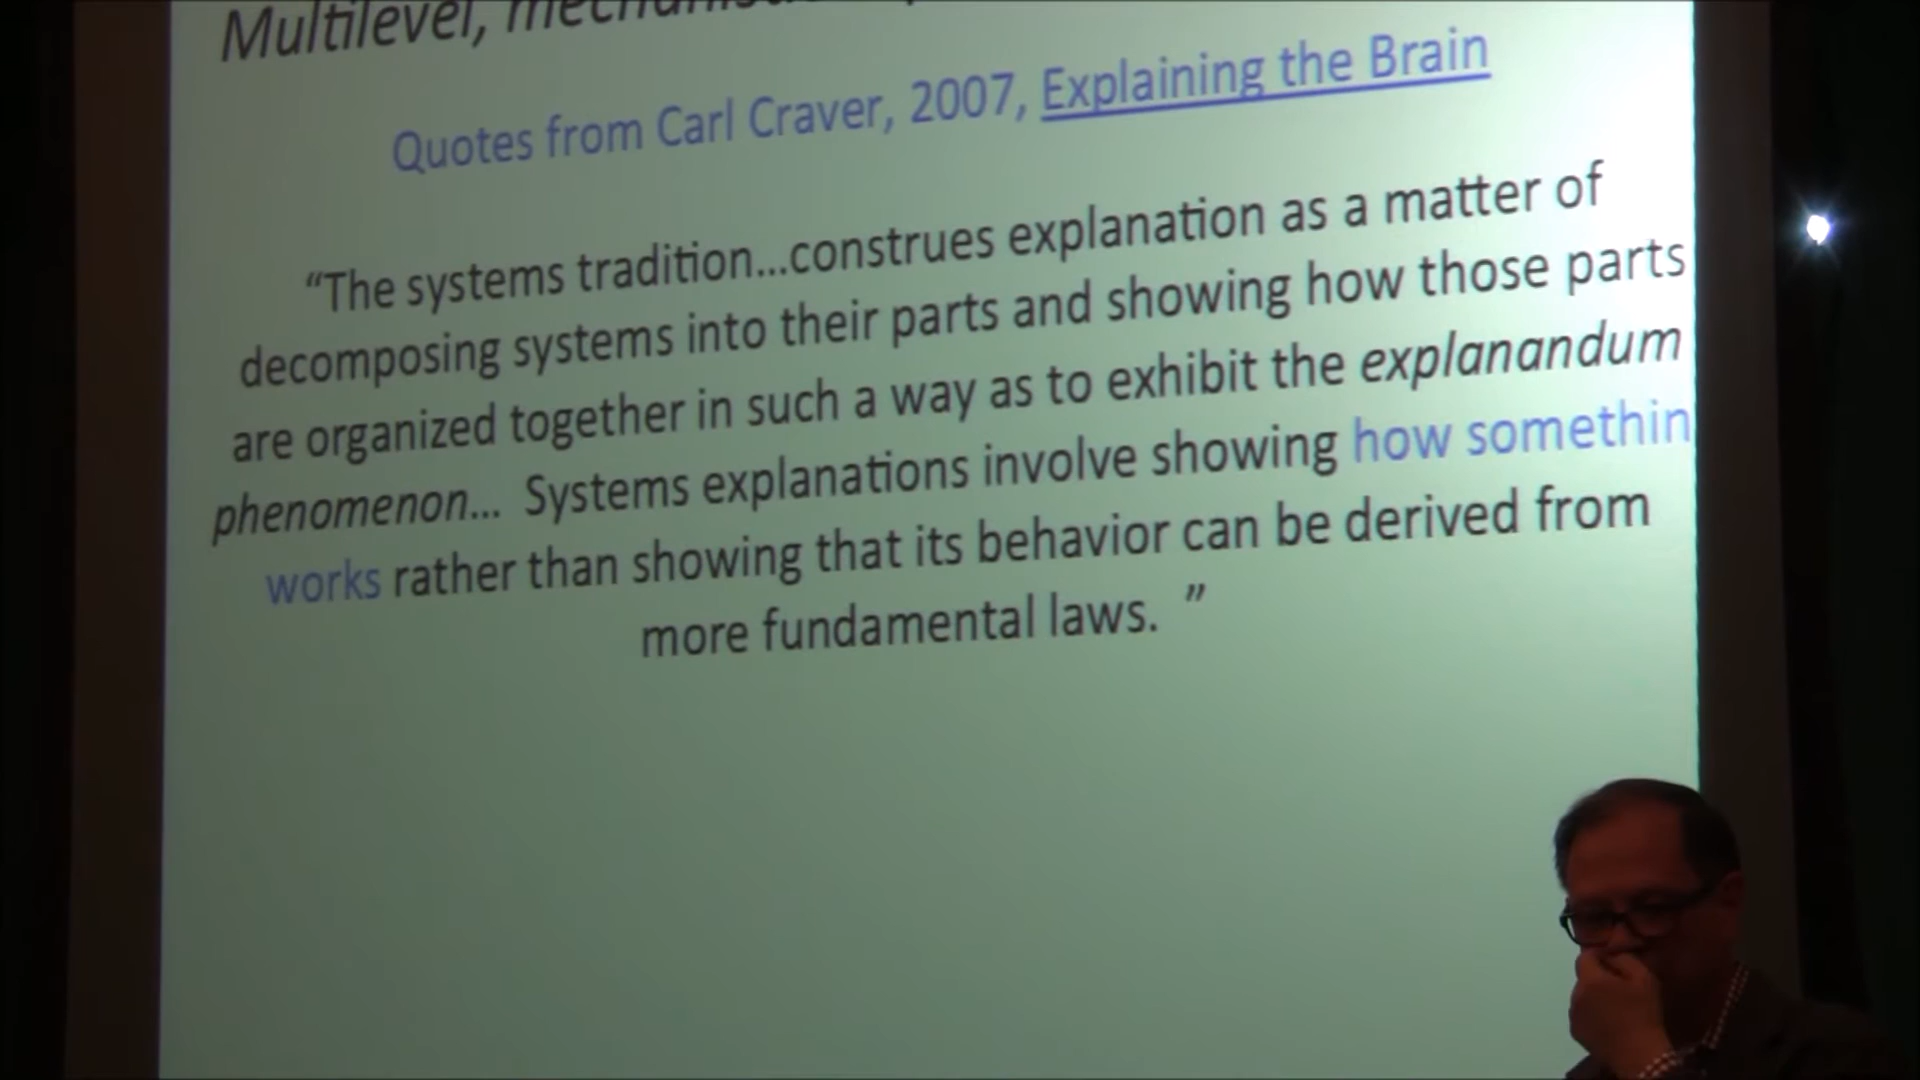 Multilevel,
Quotes from Carl Craver, 2007, Explaining the Brain
“The systems tradition...construes explanation as a matter of
decomposing systems into their parts and showing how those parts
are organized together in such a way as to exhibit the explanandum
phenomenon... Systems explanations involve showing how somethin
works rather than showing that its behavior can be derived from
more fundamental laws. ”